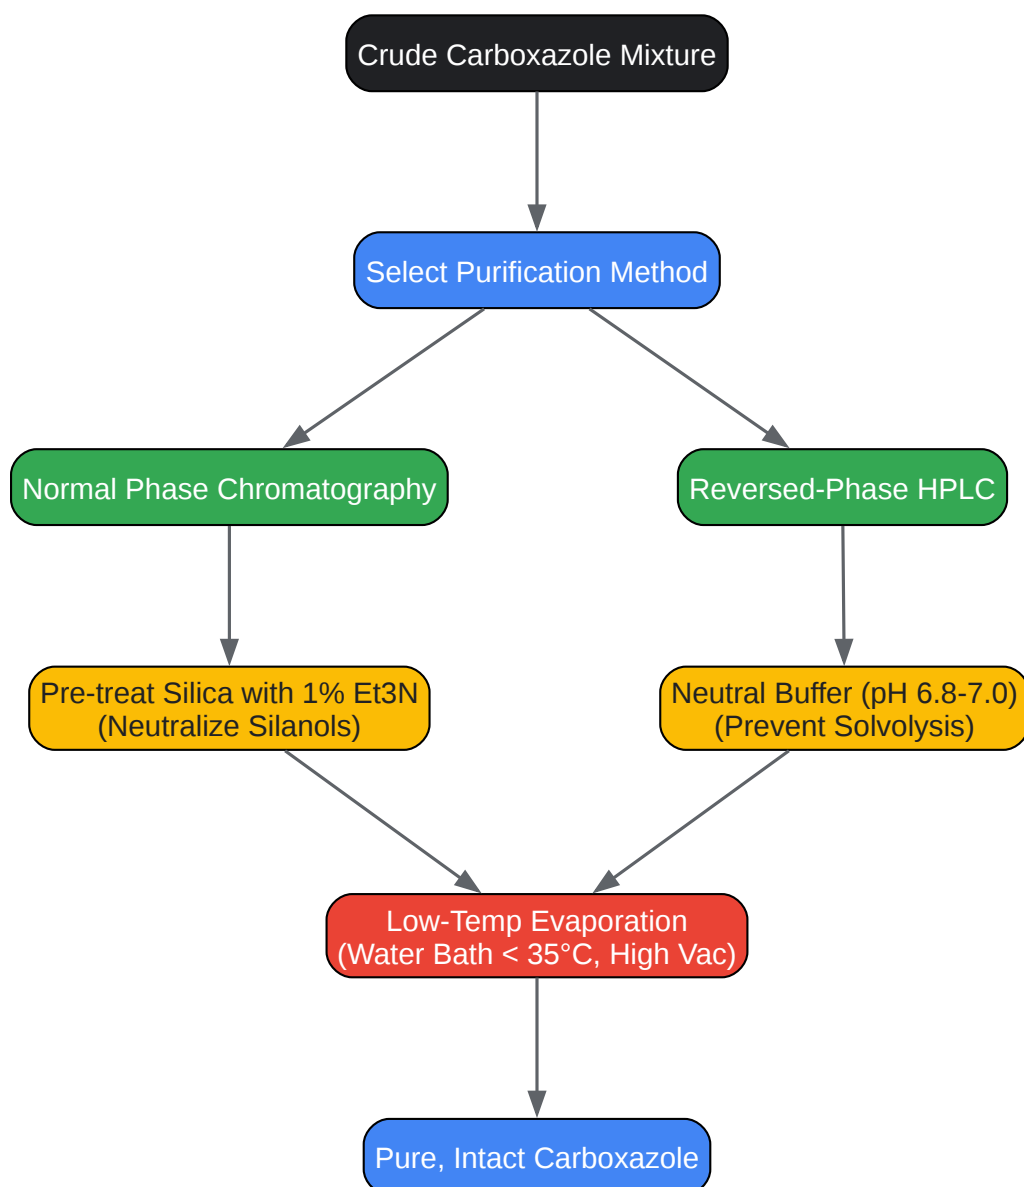 Crude Carboxazole Mixture
Select Purification Method
Normal Phase Chromatography
Reversed-Phase HPLC
Pre-treat Silica with 1% Et3N
(Neutralize Silanols)
Neutral Buffer (pH 6.8-7.0)
(Prevent Solvolysis)
Low-Temp Evaporation
(Water Bath < 35°C, High Vac)
Pure, Intact Carboxazole